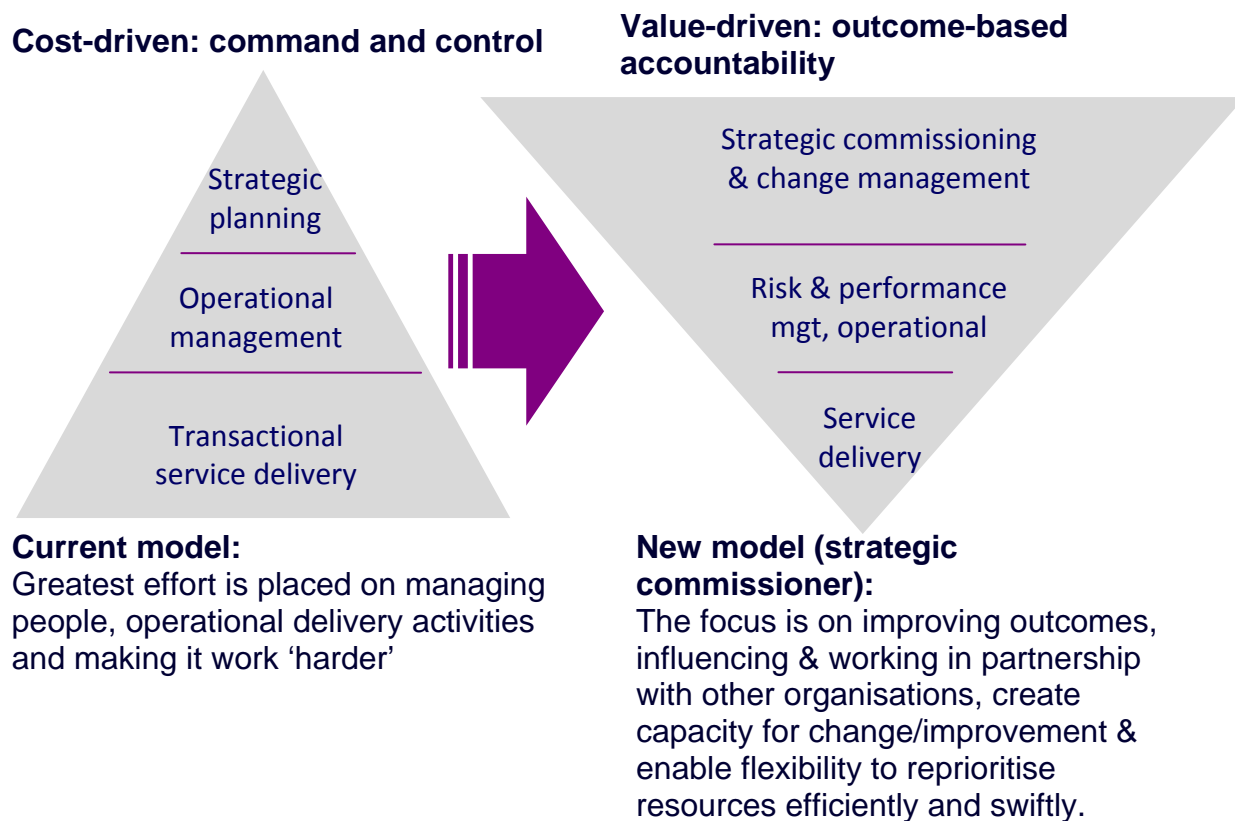 Cost-driven: command and control
Strategic
planning
Operational
management
Transactional
service delivery
Current model:
Greatest effort is placed on managing
people, operational delivery activities
and making it work ‘harder’
Value-driven: outcome-based
accountability
Strategic commissioning
& change management
Risk & performance
mgt, operational
Service
delivery
New model (strategic
commissioner):
The focus is on improving outcomes,
influencing & working in partnership
with other organisations, create
capacity for change/improvement &
enable flexibility to reprioritise
resources efficiently and swiftly.